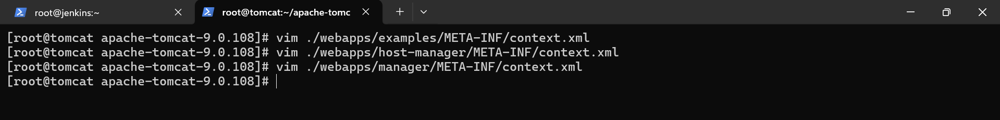 root@jenkins:~
root@tomcat:~/apache-tomc
[root@tomcat apache-tomcat-9.0.108]# vim ./webapps/examples/META-INF/context.xml
[root@tomcat apache-tomcat-9.0.108]# vim ./webapps/host-manager/META-INF/context.xml
[root@tomcat apache-tomcat-9.0.108]# vim ./webapps/manager/META-INF/context.xml
[root@tomcat apache-tomcat-9.0.108]#